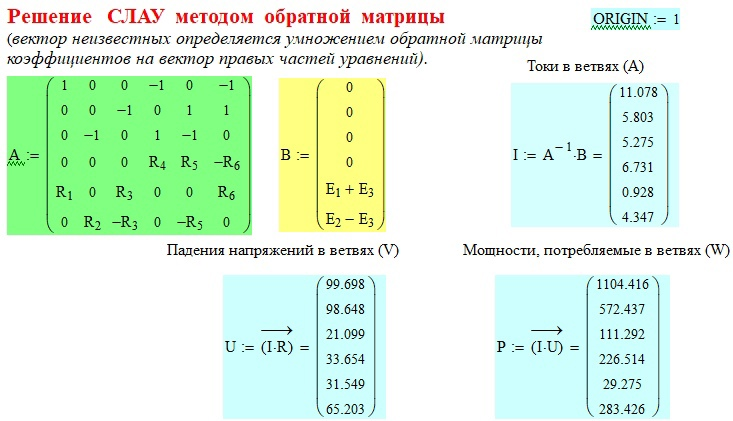 Решение СЛАУ методом обратной матрицы
ORIGIN := 1
(вектор неизвестных определяется умножением обратной матрицы
коэффициентов на вектор правых частей уравнений).
Токи в ветвях (А)
A :=
1 0 0 −1 0 −1
0 0 −1 0 1 1
0 −1 0 1 −1 0
0 0 0 R4 R5 −R6
R1 0 R3 0 0 R6
0 R2 −R3 0 −R5 0
B :=
0
0
0
0
E1 + E3
E2 − E3
I := A⁻¹·B =
11.078
5.803
5.275
6.731
0.928
4.347
Падения напряжений в ветвях (V)
U := (I·R) =
99.698
98.648
21.099
33.654
31.549
65.203
Мощности, потребляемые в ветвях (W)
P := (I·U) =
1104.416
572.437
111.292
226.514
29.275
283.426